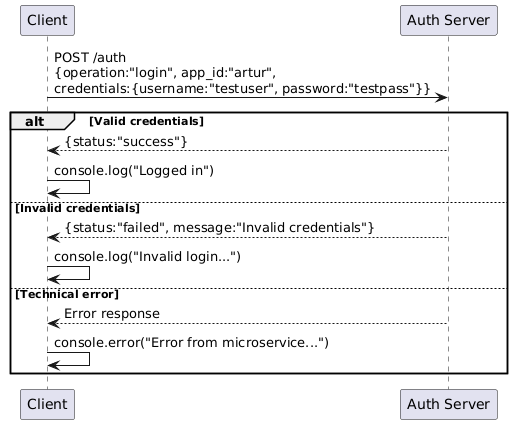 Client
Auth Server
POST /auth
{operation:"login", app_id:"artur",
credentials:{username:"testuser", password:"testpass"}}
alt [Valid credentials]
{status:"success"}
console.log("Logged in")
[Invalid credentials]
{status:"failed", message:"Invalid credentials"}
console.log("Invalid login...")
[Technical error]
Error response
console.error("Error from microservice...")
Client
Auth Server